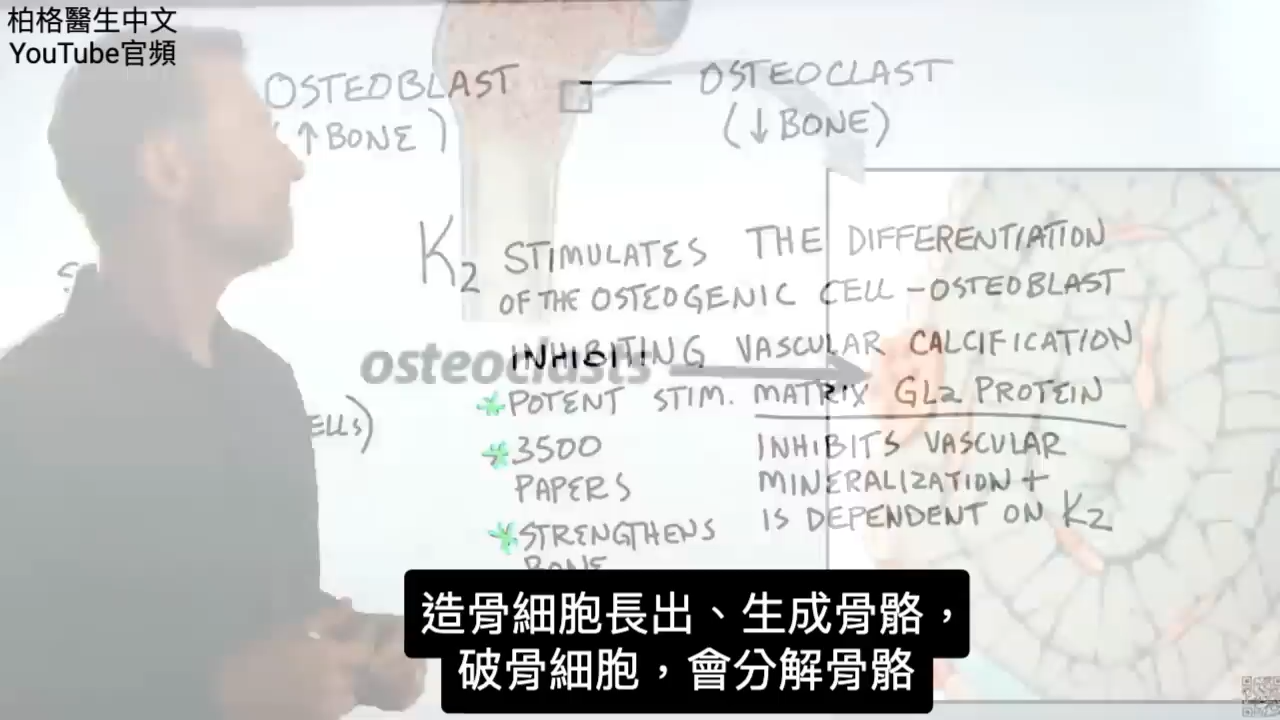 柏格醫生中文
YouTube官頻
OSTEOBLAST
(↑BONE)
OSTEOCLAST
(↓BONE)
K2 STIMULATES THE DIFFERENTIATION
OF THE OSTEOGENIC CELL - OSTEOBLAST
INHIBITING VASCULAR CALCIFICATION
osteoclasts
*POTENT STIM. MATRIX GLa PROTEIN
*3500
PAPERS
*STRENGTHENS
BONE
INHIBITS VASCULAR
MINERALIZATION +
IS DEPENDENT ON K2
ELLS)
造骨細胞長出、生成骨骼，
破骨細胞，會分解骨骼